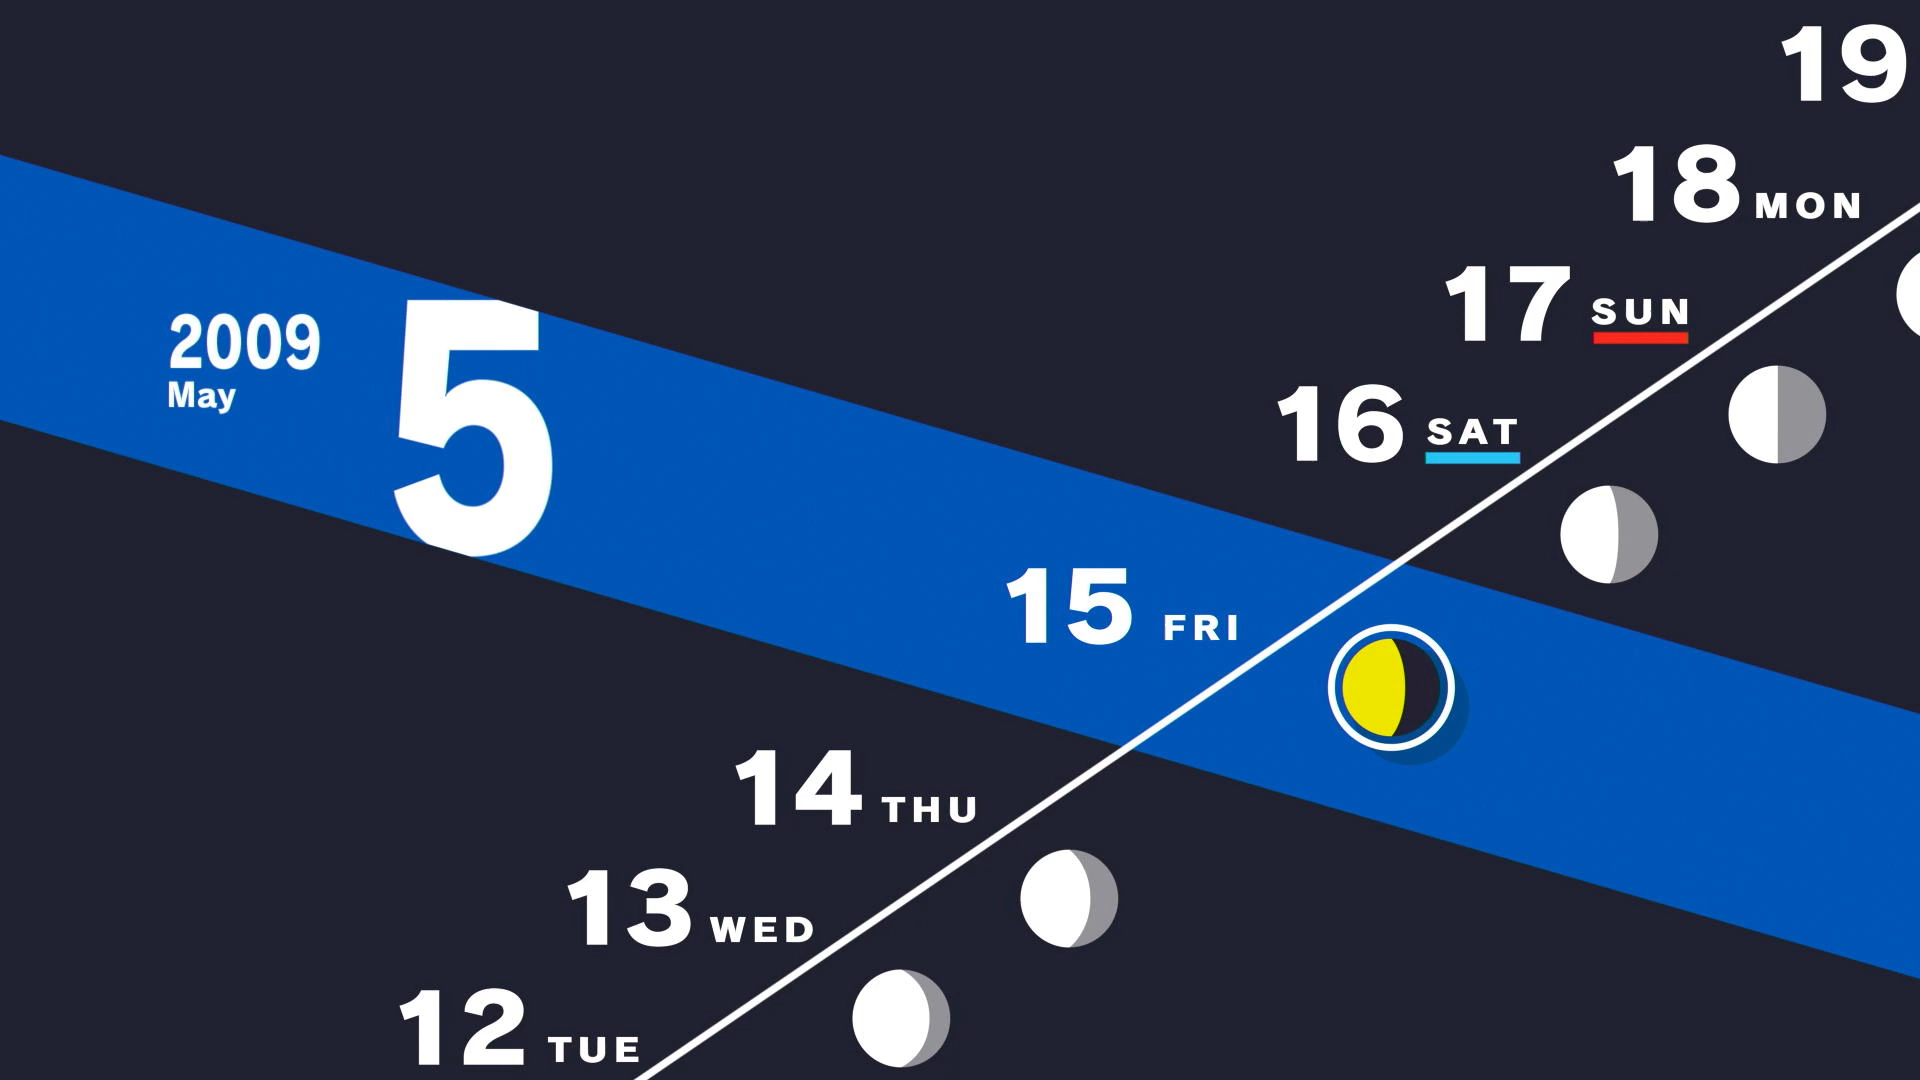 19
18 MON
17 SUN
16 SAT
2009
May
5
15 FRI
14 THU
13 WED
12 TUE